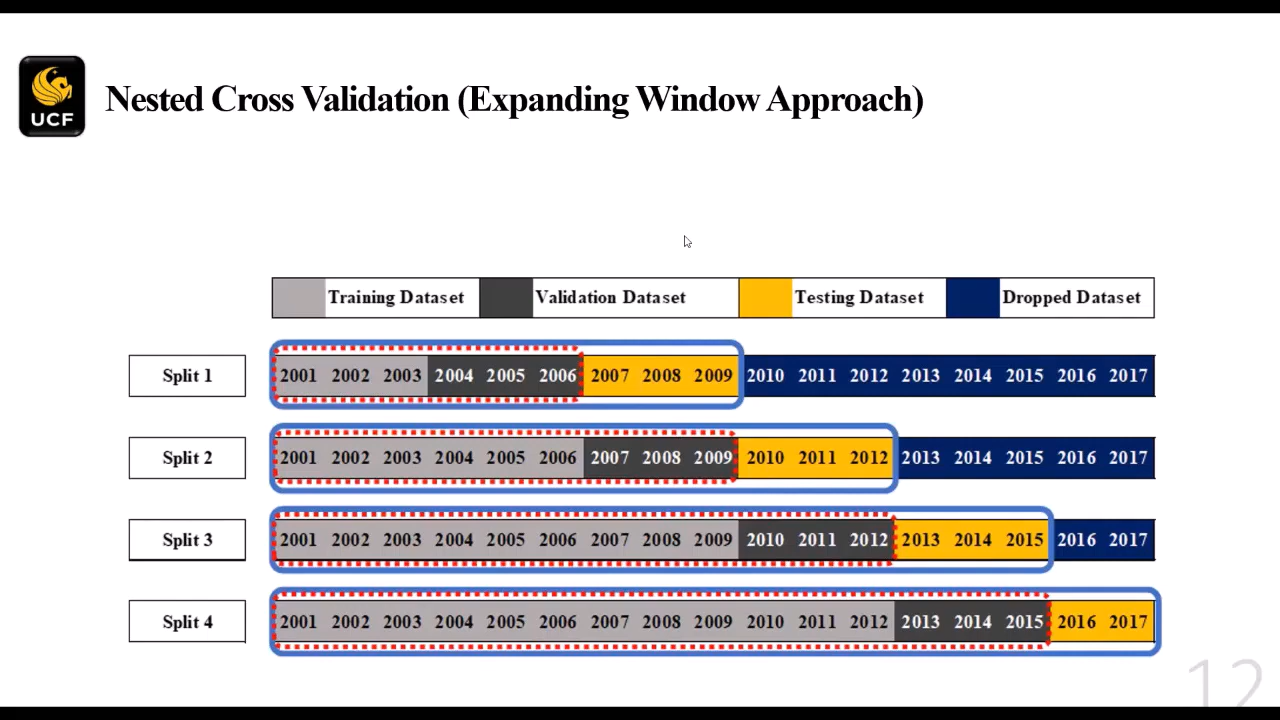 UCF
Nested Cross Validation (Expanding Window Approach)
Training Dataset Validation Dataset Testing Dataset Dropped Dataset
Split 1 2001 2002 2003 2004 2005 2006 2007 2008 2009 2010 2011 2012 2013 2014 2015 2016 2017
Split 2 2001 2002 2003 2004 2005 2006 2007 2008 2009 2010 2011 2012 2013 2014 2015 2016 2017
Split 3 2001 2002 2003 2004 2005 2006 2007 2008 2009 2010 2011 2012 2013 2014 2015 2016 2017
Split 4 2001 2002 2003 2004 2005 2006 2007 2008 2009 2010 2011 2012 2013 2014 2015 2016 2017
12